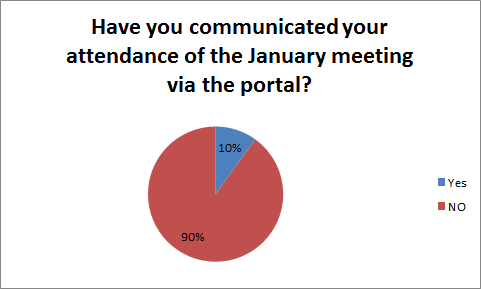 Have you communicated your
attendance of the January meeting
via the portal?
10%
90%
Yes
NO